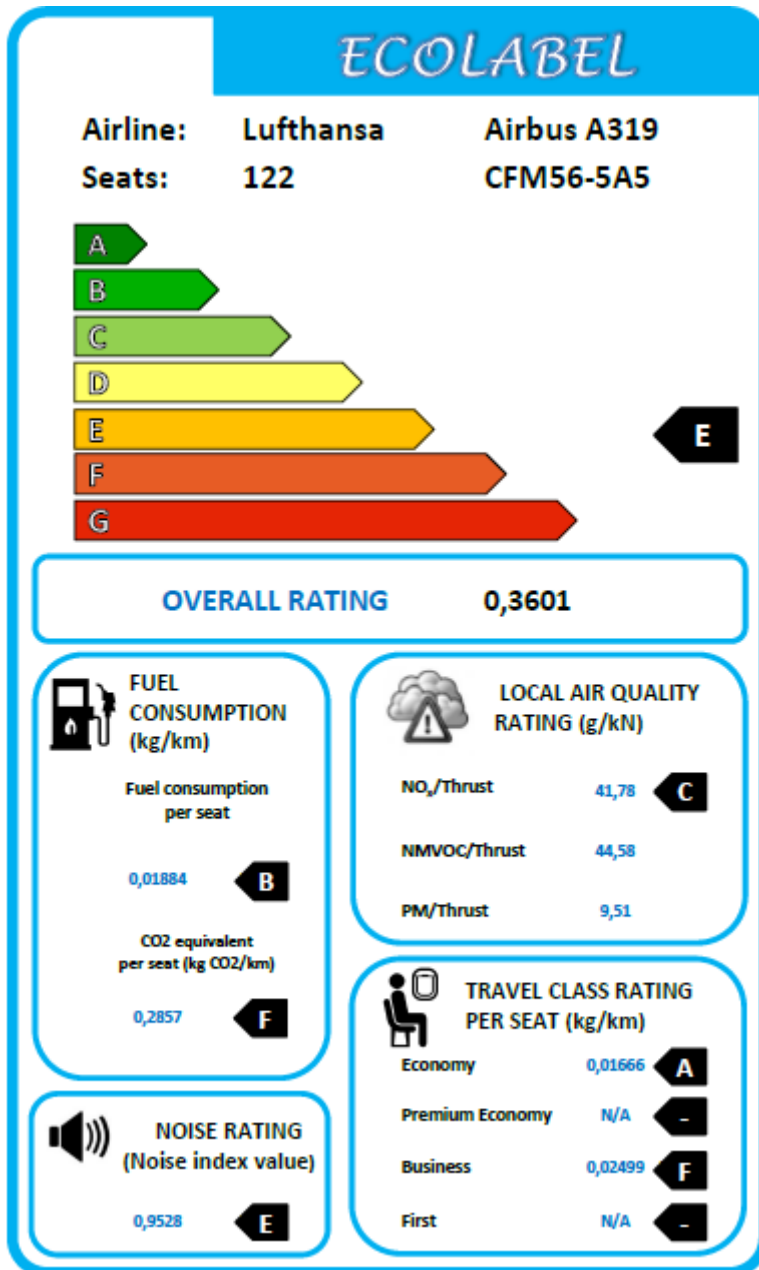 ECOLABEL
Airline: Lufthansa Airbus A319
Seats: 122 CFM56-5A5
A
B
C
D
E E
F
G
OVERALL RATING 0,3601
FUEL
CONSUMPTION
(kg/km)
Fuel consumption
per seat
0,01884 B
CO2 equivalent
per seat (kg CO2/km)
0,2857 F
NOISE RATING
(Noise index value)
0,9528 E
LOCAL AIR QUALITY
RATING (g/kN)
NOₓ/Thrust 41,78 C
NMVOC/Thrust 44,58
PM/Thrust 9,51
TRAVEL CLASS RATING
PER SEAT (kg/km)
Economy 0,01666 A
Premium Economy N/A -
Business 0,02499 F
First N/A -